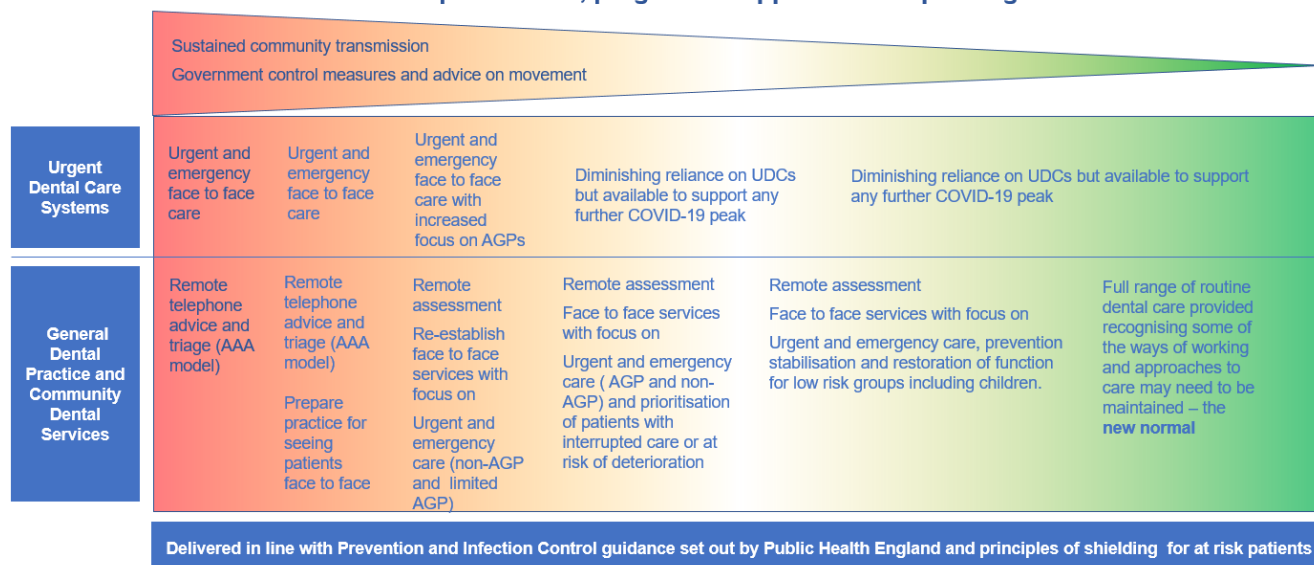 Sustained community transmission
Government control measures and advice on movement
Urgent
Dental Care
Systems
Urgent and
emergency
face to face
care
Urgent and
emergency
face to face
care
Urgent and
emergency
face to face
care with
increased
focus on AGPs
Diminishing reliance on UDCs
but available to support any
further COVID-19 peak
Diminishing reliance on UDCs but available to support
any further COVID-19 peak
General
Dental
Practice and
Community
Dental
Services
Remote
telephone
advice and
triage (AAA
model)
Remote
telephone
advice and
triage (AAA
model)
Prepare
practice for
seeing
patients
face to face
Remote
assessment
Re-establish
face to face
services with
focus on
Urgent and
emergency
care (non-AGP
and limited
AGP)
Remote assessment
Face to face services
with focus on
Urgent and emergency
care ( AGP and non-
AGP) and prioritisation
of patients with
interrupted care or at
risk of deterioration
Remote assessment
Face to face services with focus on
Urgent and emergency care, prevention
stabilisation and restoration of function
for low risk groups including children.
Full range of routine
dental care provided
recognising some of
the ways of working
and approaches to
care may need to be
maintained – the
new normal
Delivered in line with Prevention and Infection Control guidance set out by Public Health England and principles of shielding for at risk patients